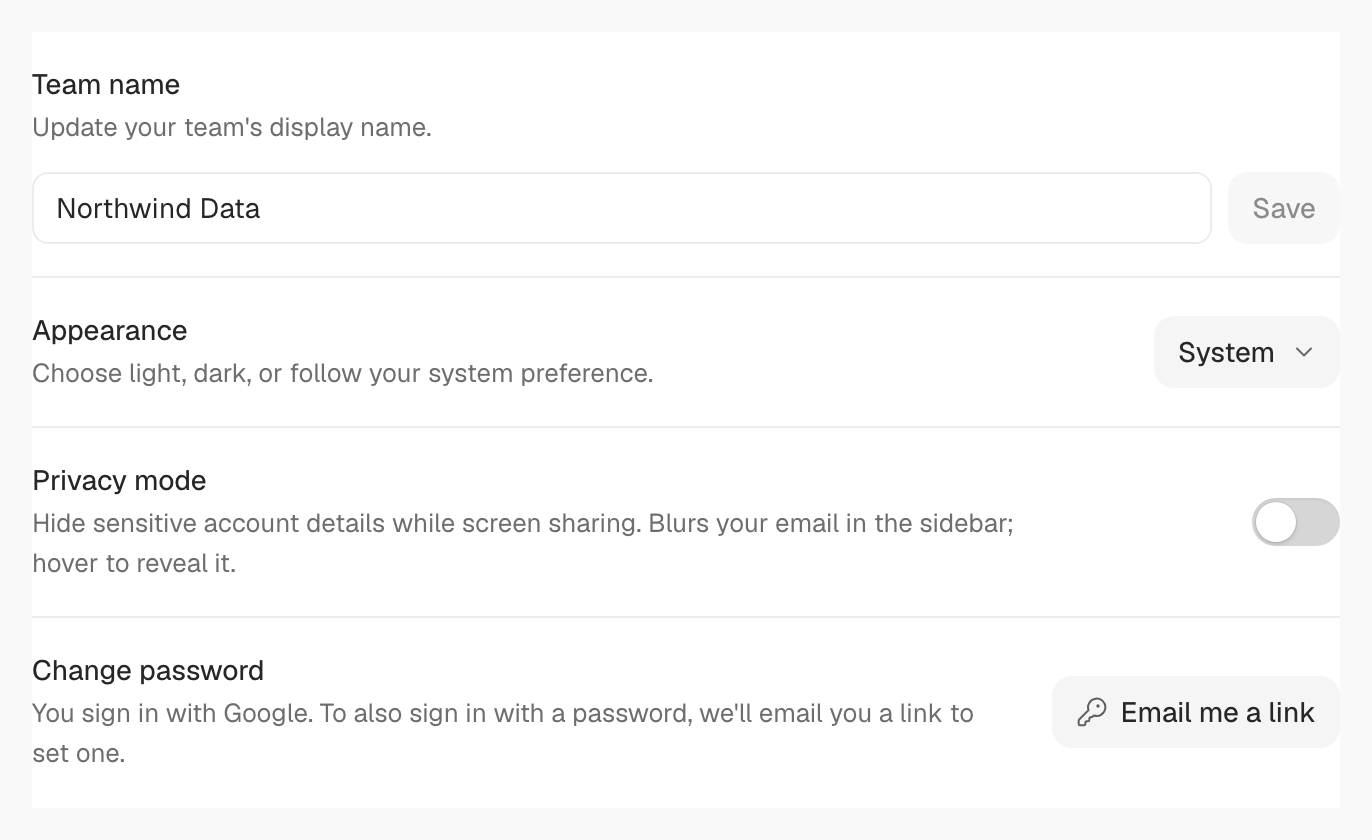 Team name
Update your team's display name.
Northwind Data
Save
Appearance
Choose light, dark, or follow your system preference.
System
Privacy mode
Hide sensitive account details while screen sharing. Blurs your email in the sidebar;
hover to reveal it.
Change password
You sign in with Google. To also sign in with a password, we'll email you a link to
set one.
Email me a link